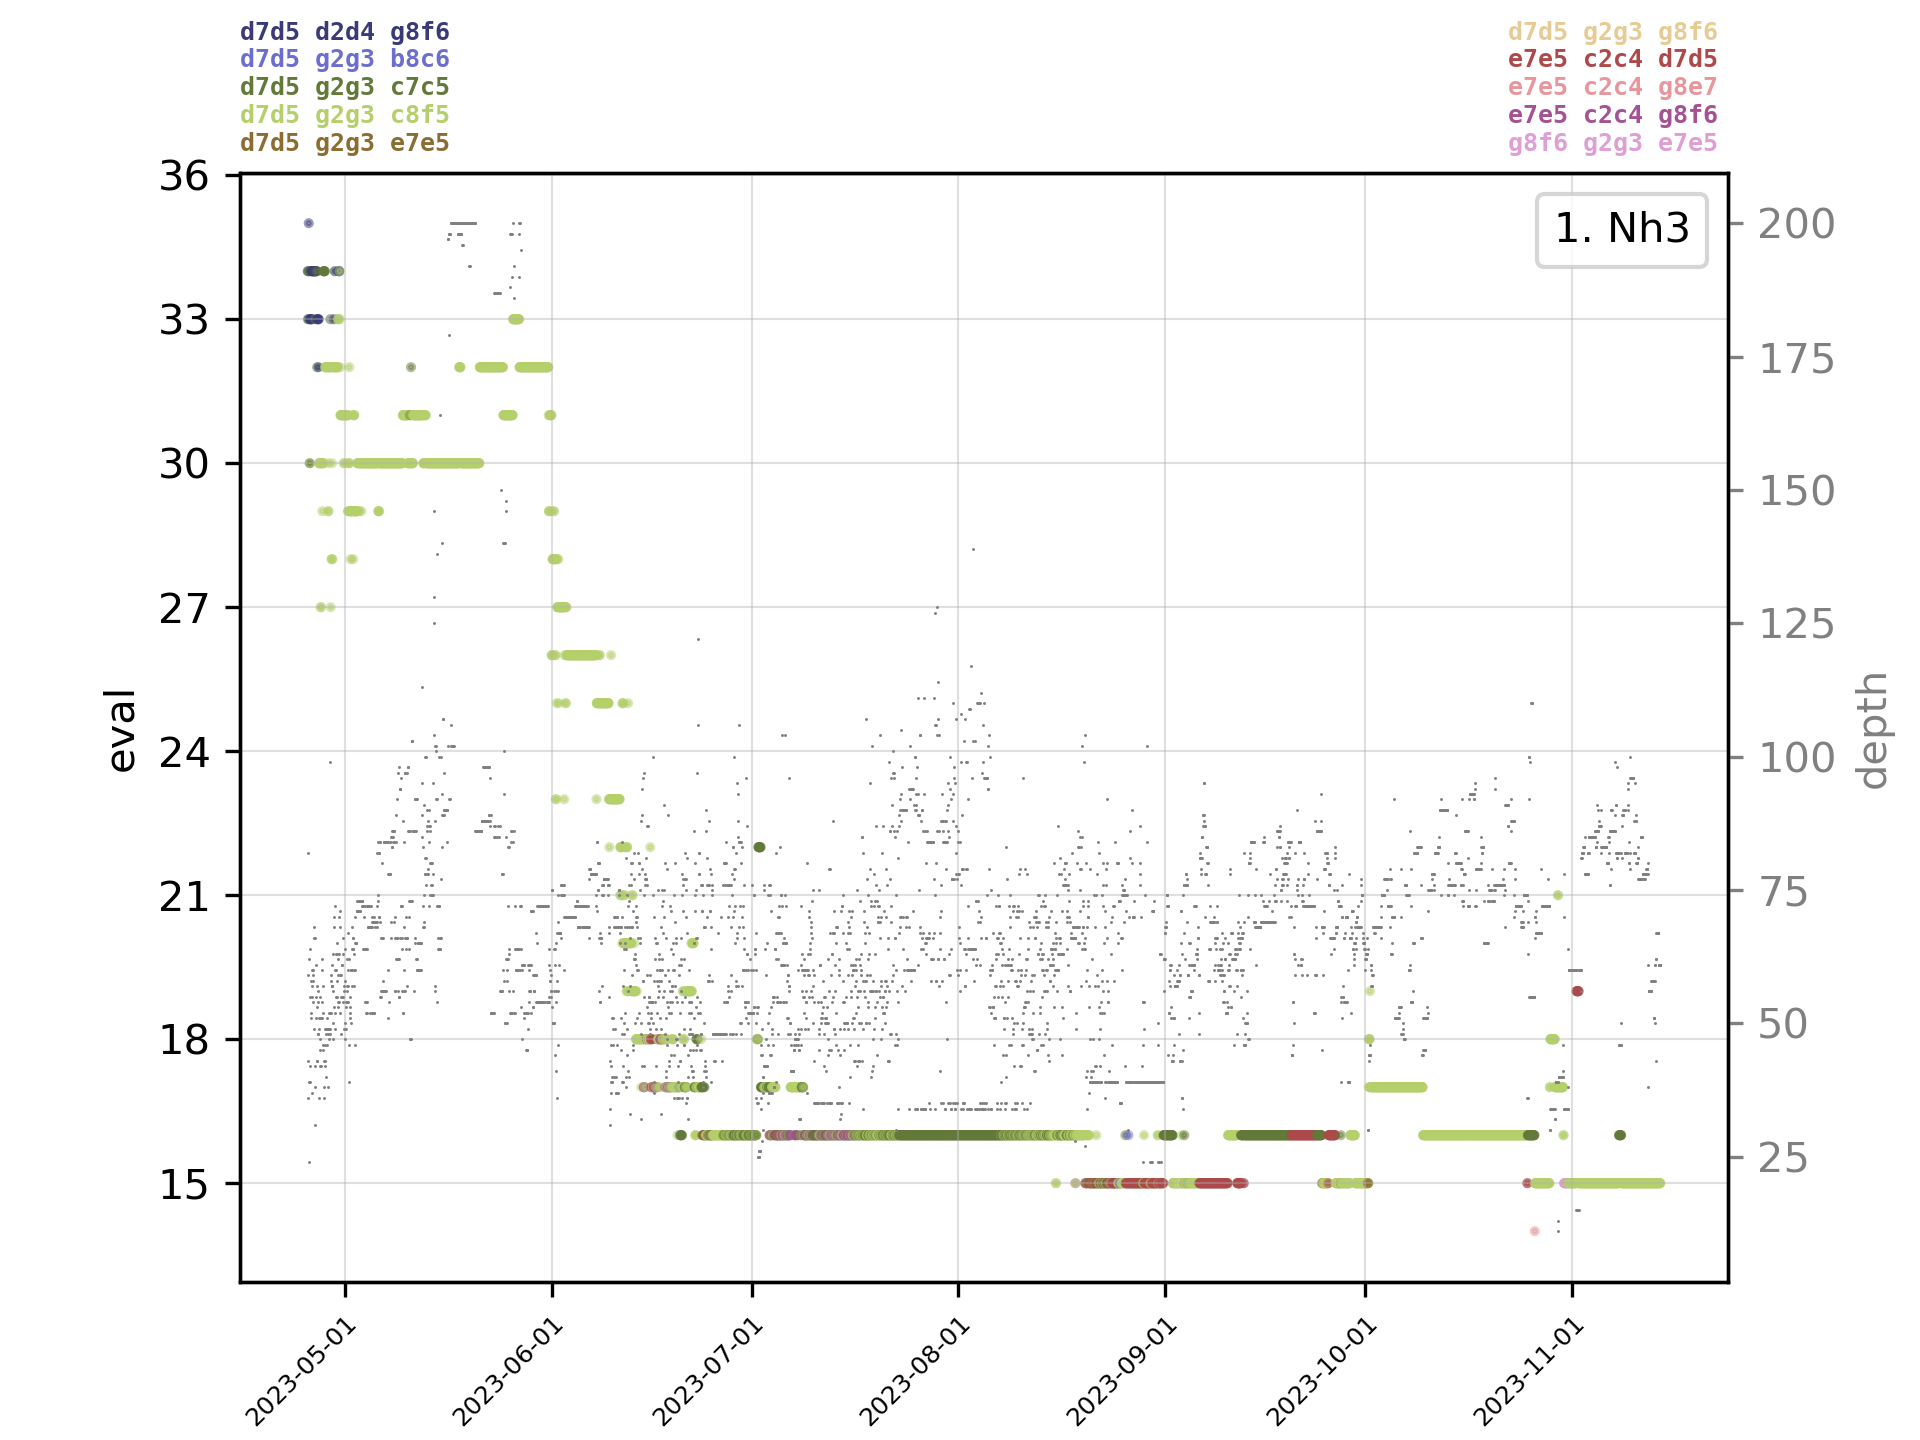 d7d5 d2d4 g8f6
d7d5 g2g3 b8c6
d7d5 g2g3 c7c5
d7d5 g2g3 c8f5
d7d5 g2g3 e7e5
d7d5 g2g3 g8f6
e7e5 c2c4 d7d5
e7e5 c2c4 g8e7
e7e5 c2c4 g8f6
g8f6 g2g3 e7e5
1. Nh3
eval
36
33
30
27
24
21
18
15
depth
200
175
150
125
100
75
50
25
2023-05-01
2023-06-01
2023-07-01
2023-08-01
2023-09-01
2023-10-01
2023-11-01